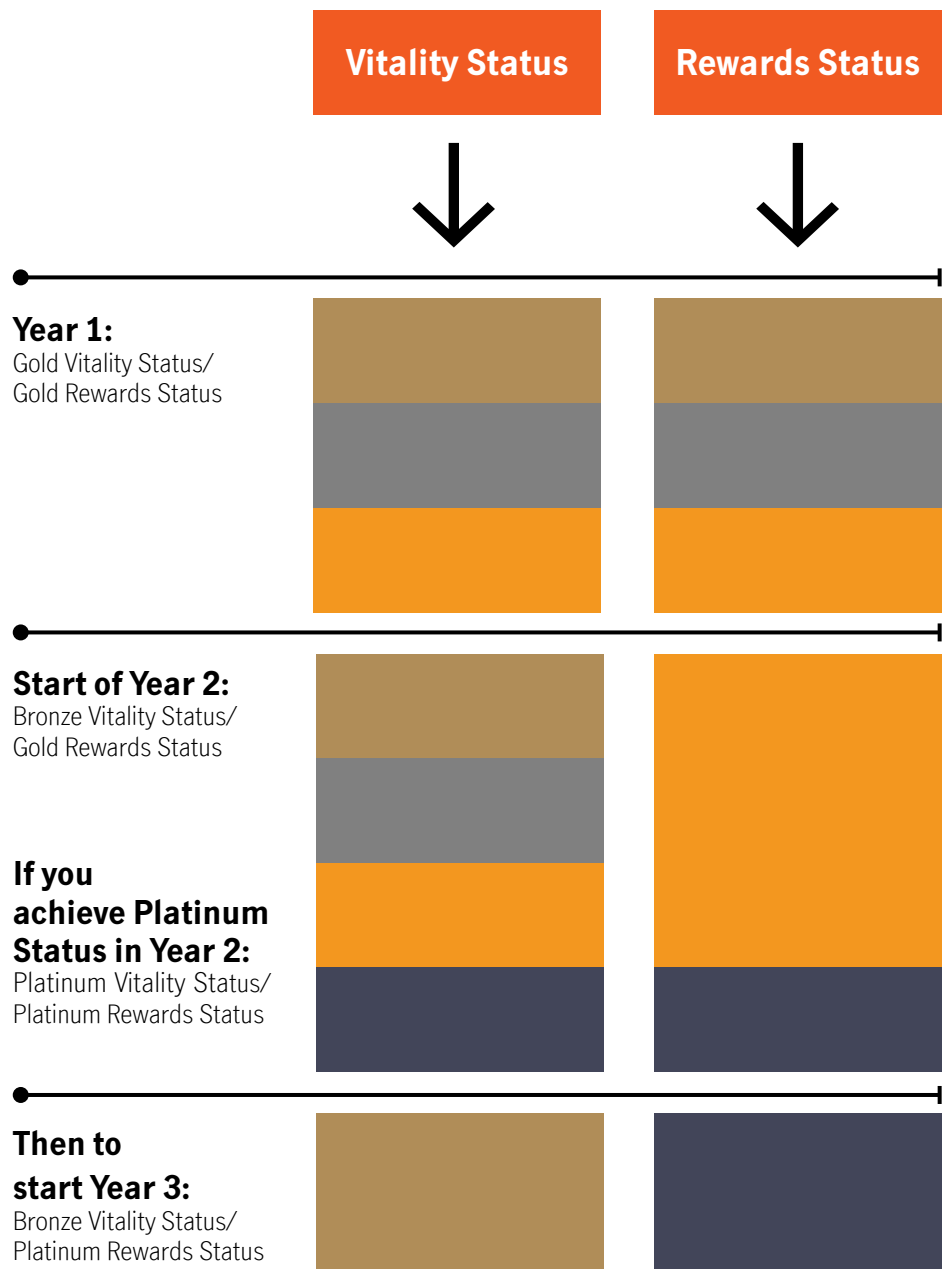 Vitality Status
Rewards Status
Year 1:
Gold Vitality Status/
Gold Rewards Status
Start of Year 2:
Bronze Vitality Status/
Gold Rewards Status
If you
achieve Platinum
Status in Year 2:
Platinum Vitality Status/
Platinum Rewards Status
Then to
start Year 3:
Bronze Vitality Status/
Platinum Rewards Status